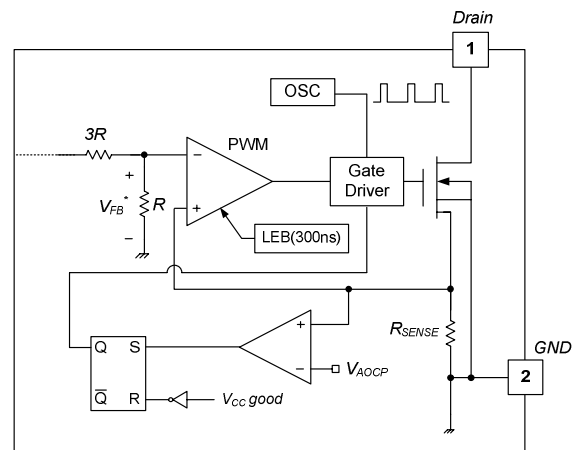 Drain
1
OSC
3R
PWM
−
+
+
V_FB*
−
R
Gate
Driver
LEB(300ns)
R_SENSE
+
−
V_AOCP
Q
S
Q̅
R
V_CC good
GND
2